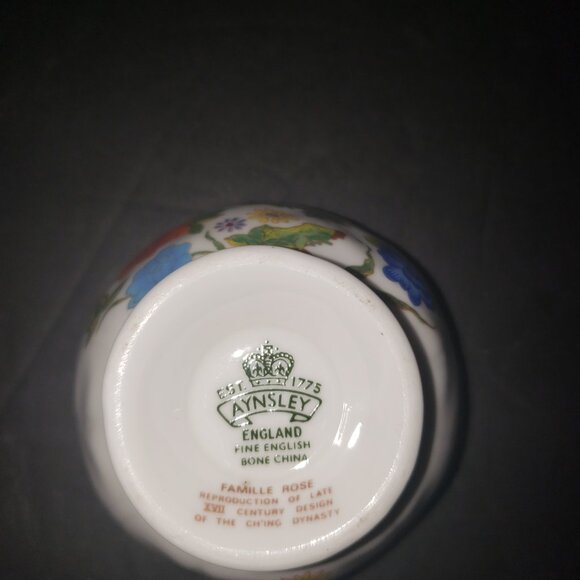 EST. 1775
AYNSLEY
ENGLAND
FINE ENGLISH
BONE CHINA
FAMILLE ROSE
REPRODUCTION OF LATE
XVII CENTURY DESIGN
OF THE CH'ING DYNASTY